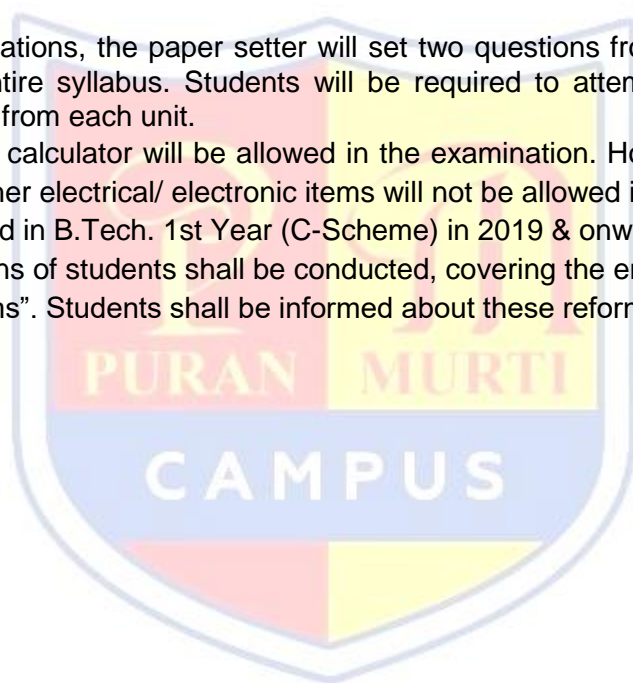 ations, the paper setter will set two questions fro
ntire syllabus. Students will be required to atten
from each unit.
calculator will be allowed in the examination. Ho
her electrical/ electronic items will not be allowed i
d in B.Tech. 1st Year (C-Scheme) in 2019 & onw
ns of students shall be conducted, covering the er
ns”. Students shall be informed about these reforr
PURAN MURTI
CAMPUS